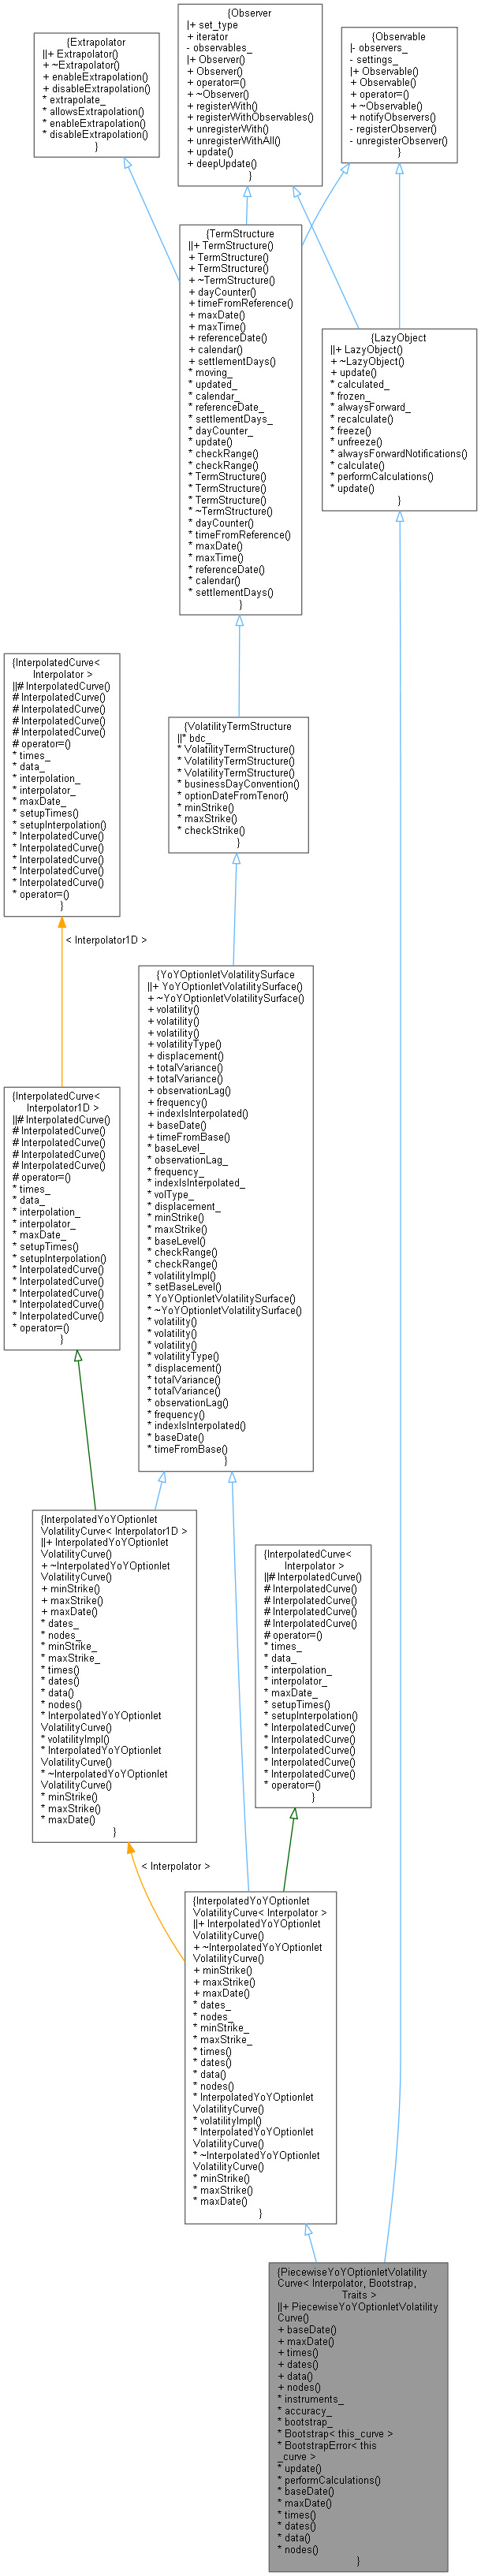 {Extrapolator
||+ Extrapolator()
+ ~Extrapolator()
+ enableExtrapolation()
+ disableExtrapolation()
* extrapolate_
* allowsExtrapolation()
* enableExtrapolation()
* disableExtrapolation()
}
{Observer
|+ set_type
+ iterator
- observables_
|+ Observer()
+ Observer()
+ operator=()
+ ~Observer()
+ registerWith()
+ registerWithObservables()
+ unregisterWith()
+ unregisterWithAll()
+ update()
+ deepUpdate()
}
{Observable
|- observers_
- settings_
|+ Observable()
+ Observable()
+ operator=()
+ ~Observable()
+ notifyObservers()
- registerObserver()
- unregisterObserver()
}
{TermStructure
||+ TermStructure()
+ TermStructure()
+ TermStructure()
+ ~TermStructure()
+ dayCounter()
+ timeFromReference()
+ maxDate()
+ maxTime()
+ referenceDate()
+ calendar()
+ settlementDays()
* moving_
* updated_
* calendar_
* referenceDate_
* settlementDays_
* dayCounter_
* update()
* checkRange()
* checkRange()
* TermStructure()
* TermStructure()
* TermStructure()
* ~TermStructure()
* dayCounter()
* timeFromReference()
* maxDate()
* maxTime()
* referenceDate()
* calendar()
* settlementDays()
}
{LazyObject
||+ LazyObject()
+ ~LazyObject()
+ update()
* calculated_
* frozen_
* alwaysForward_
* recalculate()
* freeze()
* unfreeze()
* alwaysForwardNotifications()
* calculate()
* performCalculations()
* update()
}
{InterpolatedCurve<
Interpolator >
||# InterpolatedCurve()
# InterpolatedCurve()
# InterpolatedCurve()
# InterpolatedCurve()
# InterpolatedCurve()
# operator=()
* times_
* data_
* interpolation_
* interpolator_
* maxDate_
* setupTimes()
* setupInterpolation()
* InterpolatedCurve()
* InterpolatedCurve()
* InterpolatedCurve()
* InterpolatedCurve()
* InterpolatedCurve()
* operator=()
}
{VolatilityTermStructure
||* bdc_
* VolatilityTermStructure()
* VolatilityTermStructure()
* VolatilityTermStructure()
* businessDayConvention()
* optionDateFromTenor()
* minStrike()
* maxStrike()
* checkStrike()
}
< Interpolator1D >
{YoYOptionletVolatilitySurface
||+ YoYOptionletVolatilitySurface()
+ ~YoYOptionletVolatilitySurface()
+ volatility()
+ volatility()
+ volatility()
+ volatilityType()
+ displacement()
+ totalVariance()
+ totalVariance()
+ observationLag()
+ frequency()
+ indexIsInterpolated()
+ baseDate()
+ timeFromBase()
* baseLevel_
* observationLag_
* frequency_
* indexIsInterpolated_
* volType_
* displacement_
* minStrike()
* maxStrike()
* baseLevel()
* checkRange()
* checkRange()
* volatilityImpl()
* setBaseLevel()
* YoYOptionletVolatilitySurface()
* ~YoYOptionletVolatilitySurface()
* volatility()
* volatility()
* volatility()
* volatilityType()
* displacement()
* totalVariance()
* totalVariance()
* observationLag()
* frequency()
* indexIsInterpolated()
* baseDate()
* timeFromBase()
}
{InterpolatedCurve<
Interpolator1D >
||# InterpolatedCurve()
# InterpolatedCurve()
# InterpolatedCurve()
# InterpolatedCurve()
# InterpolatedCurve()
# operator=()
* times_
* data_
* interpolation_
* interpolator_
* maxDate_
* setupTimes()
* setupInterpolation()
* InterpolatedCurve()
* InterpolatedCurve()
* InterpolatedCurve()
* InterpolatedCurve()
* InterpolatedCurve()
* operator=()
}
{InterpolatedYoYOptionlet
VolatilityCurve< Interpolator1D >
||+ InterpolatedYoYOptionlet
VolatilityCurve()
+ ~InterpolatedYoYOptionlet
VolatilityCurve()
+ minStrike()
+ maxStrike()
+ maxDate()
* dates_
* nodes_
* minStrike_
* maxStrike_
* times()
* dates()
* data()
* nodes()
* InterpolatedYoYOptionlet
VolatilityCurve()
* volatilityImpl()
* InterpolatedYoYOptionlet
VolatilityCurve()
* ~InterpolatedYoYOptionlet
VolatilityCurve()
* minStrike()
* maxStrike()
* maxDate()
}
{InterpolatedCurve<
Interpolator >
||# InterpolatedCurve()
# InterpolatedCurve()
# InterpolatedCurve()
# InterpolatedCurve()
# InterpolatedCurve()
# operator=()
* times_
* data_
* interpolation_
* interpolator_
* maxDate_
* setupTimes()
* setupInterpolation()
* InterpolatedCurve()
* InterpolatedCurve()
* InterpolatedCurve()
* InterpolatedCurve()
* InterpolatedCurve()
* operator=()
}
< Interpolator >
{InterpolatedYoYOptionlet
VolatilityCurve< Interpolator >
||+ InterpolatedYoYOptionlet
VolatilityCurve()
+ ~InterpolatedYoYOptionlet
VolatilityCurve()
+ minStrike()
+ maxStrike()
+ maxDate()
* dates_
* nodes_
* minStrike_
* maxStrike_
* times()
* dates()
* data()
* nodes()
* InterpolatedYoYOptionlet
VolatilityCurve()
* volatilityImpl()
* InterpolatedYoYOptionlet
VolatilityCurve()
* ~InterpolatedYoYOptionlet
VolatilityCurve()
* minStrike()
* maxStrike()
* maxDate()
}
{PiecewiseYoYOptionletVolatility
Curve< Interpolator, Bootstrap,
Traits >
||+ PiecewiseYoYOptionletVolatility
Curve()
+ baseDate()
+ maxDate()
+ times()
+ dates()
+ data()
+ nodes()
* instruments_
* accuracy_
* bootstrap_
* Bootstrap< this_curve >
* BootstrapError< this
_curve >
* update()
* performCalculations()
* baseDate()
* maxDate()
* times()
* dates()
* data()
* nodes()
}